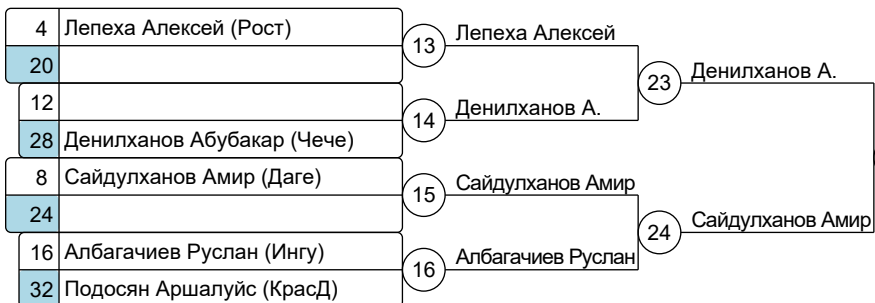 4 Лепеха Алексей (Рост)
20
12
28 Денилханов Абубакар (Чече)
8 Сайдулханов Амир (Даге)
24
16 Албагачиев Руслан (Ингу)
32 Подосян Аршалуйс (КрасД)
13 Лепеха Алексей
14 Денилханов А.
15 Сайдулханов Амир
16 Албагачиев Руслан
23 Денилханов А.
24 Сайдулханов Амир